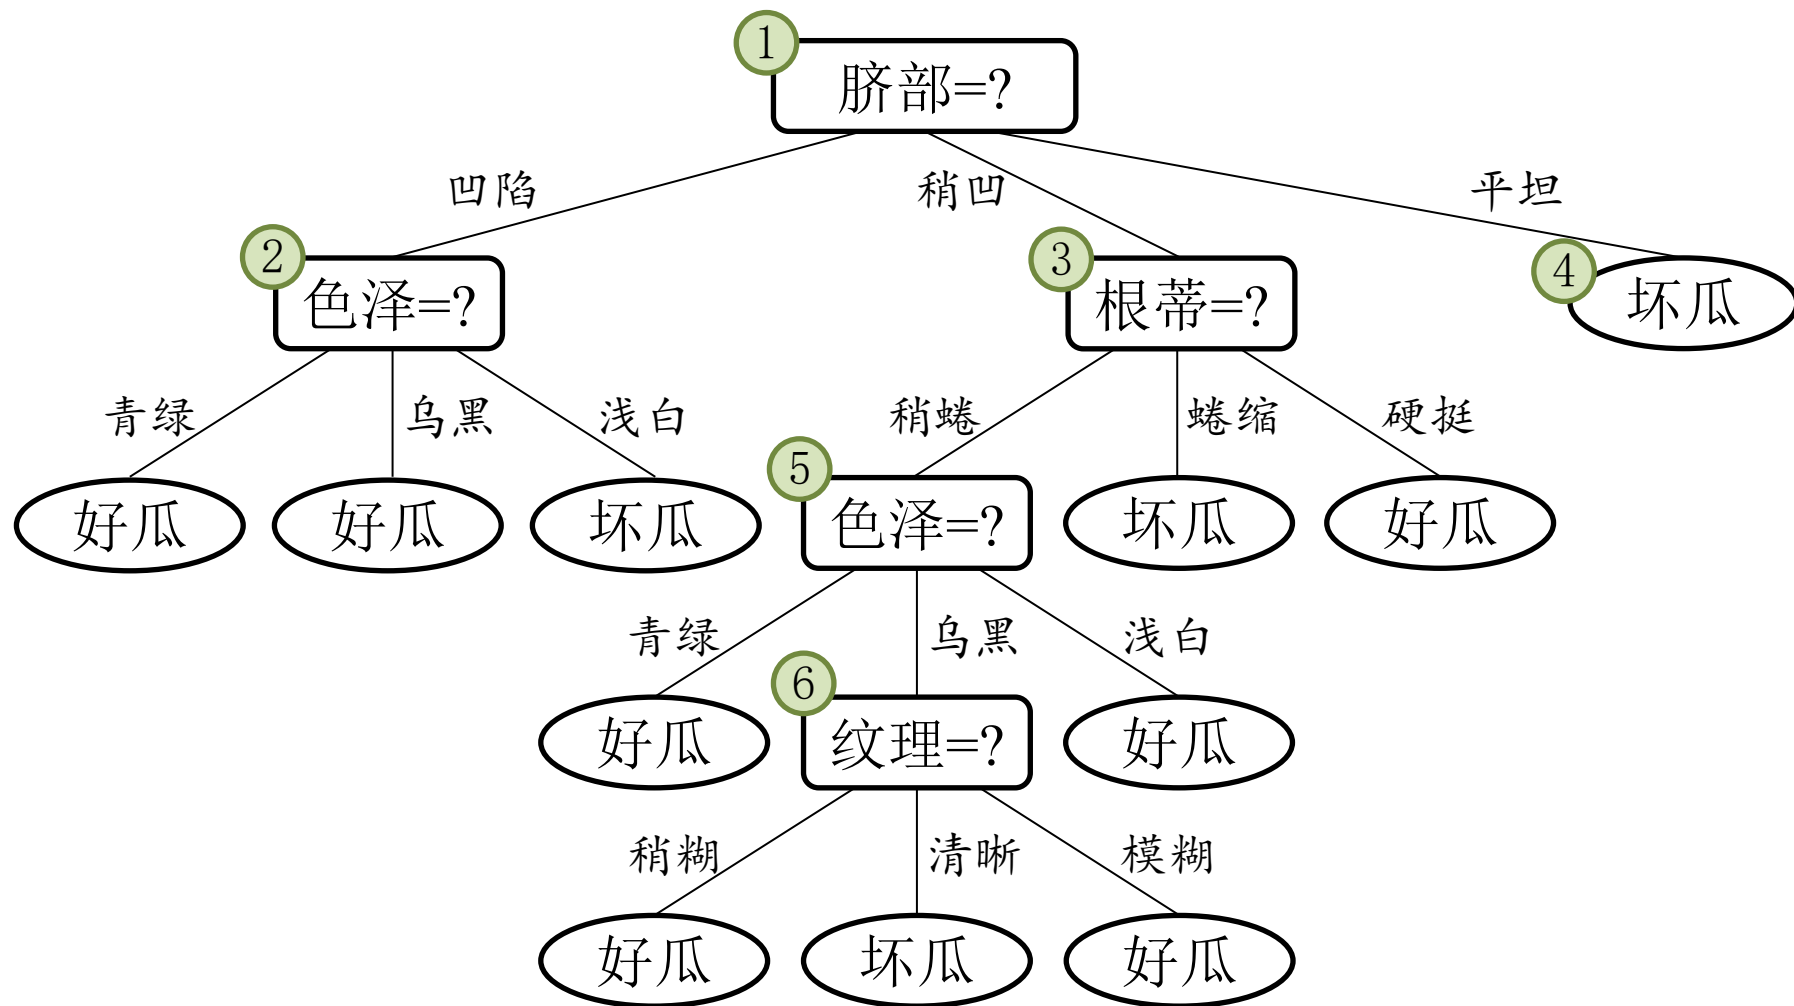 1
脐部=?
凹陷
稍凹
平坦
2
色泽=?
3
根蒂=?
4
坏瓜
青绿
乌黑
浅白
稍蜷
蜷缩
硬挺
好瓜
好瓜
坏瓜
5
色泽=?
坏瓜
好瓜
青绿
乌黑
浅白
好瓜
6
纹理=?
好瓜
稍糊
清晰
模糊
好瓜
坏瓜
好瓜